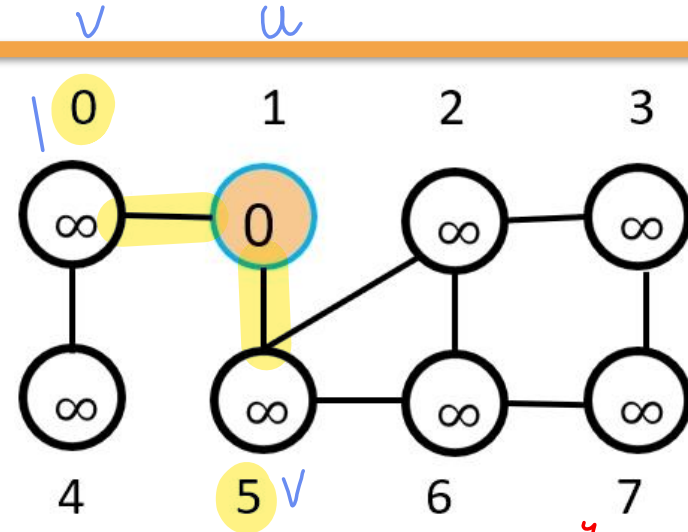 v u
| 0 1 2 3
∞ 0 ∞ ∞
∞ ∞ ∞ ∞
4 5 v 6 7